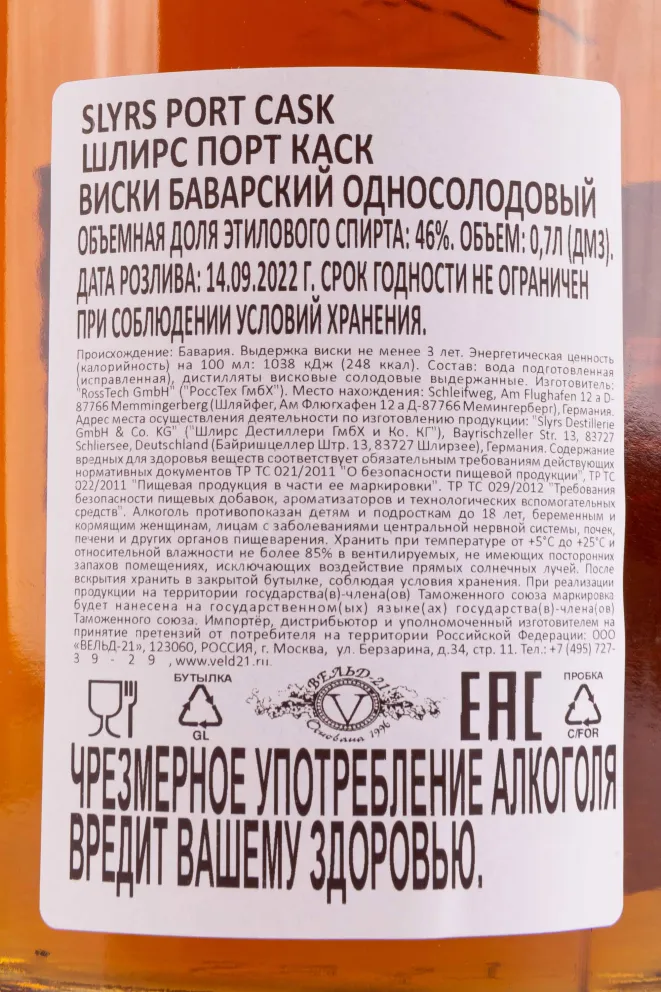 SLYRS PORT CASK
ШЛИРС ПОРТ КАСК
ВИСКИ БАВАРСКИЙ ОДНОСОЛОДОВЫЙ
ОБЪЕМНАЯ ДОЛЯ ЭТИЛОВОГО СПИРТА: 46%. ОБЪЕМ: 0,7Л (ДМ3).
ДАТА РОЗЛИВА: 14.09.2022 Г. СРОК ГОДНОСТИ НЕ ОГРАНИЧЕН
ПРИ СОБЛЮДЕНИИ УСЛОВИЙ ХРАНЕНИЯ.
Происхождение: Бавария. Выдержка виски не менее 3 лет. Энергетическая ценность
(калорийность) на 100 мл: 1038 кДж (248 ккал). Состав: вода подготовленная
(исправленная), дистилляты висковые солодовые выдержанные. Изготовитель:
"RossTech GmbH" ("РоссТех ГмбХ"). Место нахождения: Schleifweg, Am Flughafen 12 a D-
87766 Memmingerberg (Шляйфег, Ам Флюгхафен 12 а Д-87766 Мемингерберг), Германия.
Адрес места осуществления деятельности по изготовлению продукции: "Slyrs Destillerie
GmbH & Co. KG" ("Шлирс Дестиллери ГмбХ и Ко. КГ"), Bayrischzeller Str. 13, 83727
Schliersee, Deutschland (Байришцеллер Штр. 13, 83727 Шлирзее), Германия. Содержание
вредных для здоровья веществ соответствует обязательным требованиям действующих
нормативных документов ТР ТС 021/2011 "О безопасности пищевой продукции", ТР ТС
022/2011 "Пищевая продукция в части ее маркировки". ТР ТС 029/2012 "Требования
безопасности пищевых добавок, ароматизаторов и технологических вспомогательных
средств". Алкоголь противопоказан детям и подросткам до 18 лет, беременным и
кормящим женщинам, лицам с заболеваниями центральной нервной системы, почек,
печени и других органов пищеварения. Хранить при температуре от +5°С до +25°С и
относительной влажности не более 85% в вентилируемых, не имеющих посторонних
запахов помещениях, исключающих воздействие прямых солнечных лучей. После
вскрытия хранить в закрытой бутылке, соблюдая условия хранения. При реализации
продукции на территории государства(в)-члена(ов) Таможенного союза маркировка
будет нанесена на государственном(ых) языке(ах) государства(в)-члена(ов)
Таможенного союза. Импортёр, дистрибьютор и уполномоченный изготовителем на
принятие претензий от потребителя на территории Российской Федерации: ООО
«ВЕЛЬД-21», 123060, РОССИЯ, г. Москва, ул. Берзарина, д.34, стр. 11. Тел.: +7 (495) 727-
39-29 ,www.veld21.ru.
БУТЫЛКА
GL
ВЕЛЬД-21
V
Основана 1996
EAC
ПРОБКА
C/FOR
ЧРЕЗМЕРНОЕ УПОТРЕБЛЕНИЕ АЛКОГОЛЯ
ВРЕДИТ ВАШЕМУ ЗДОРОВЬЮ.